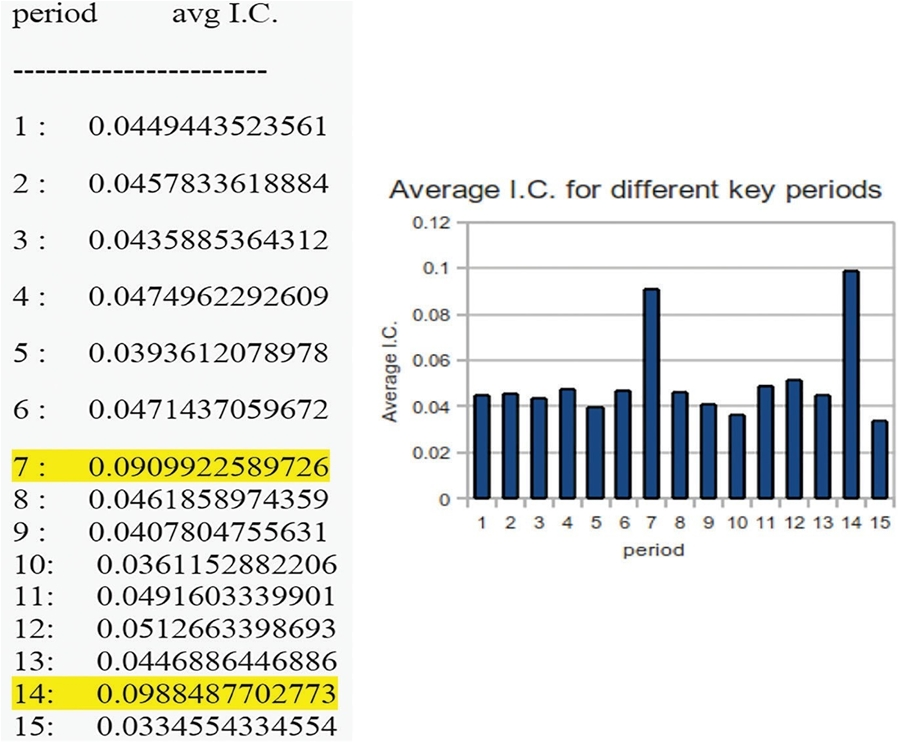 period avg I.C.
-----------------------
1 : 0.0449443523561
2 : 0.0457833618884
3 : 0.0435885364312
4 : 0.0474962292609
5 : 0.0393612078978
6 : 0.0471437059672
7 : 0.0909922589726
8 : 0.0461858974359
9 : 0.0407804755631
10: 0.0361152882206
11: 0.0491603339901
12: 0.0512663398693
13: 0.0446886446886
14: 0.0988487702773
15: 0.0334554334554
Average I.C. for different key periods
0.12
0.1
0.08
0.06
0.04
0.02
0
Average I.C.
1 2 3 4 5 6 7 8 9 10 11 12 13 14 15
period